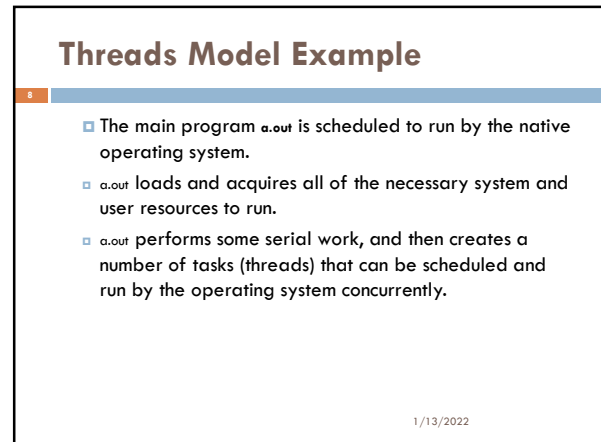 Threads Model Example
8
The main program a.out is scheduled to run by the native
operating system.
a.out loads and acquires all of the necessary system and
user resources to run.
a.out performs some serial work, and then creates a
number of tasks (threads) that can be scheduled and
run by the operating system concurrently.
1/13/2022